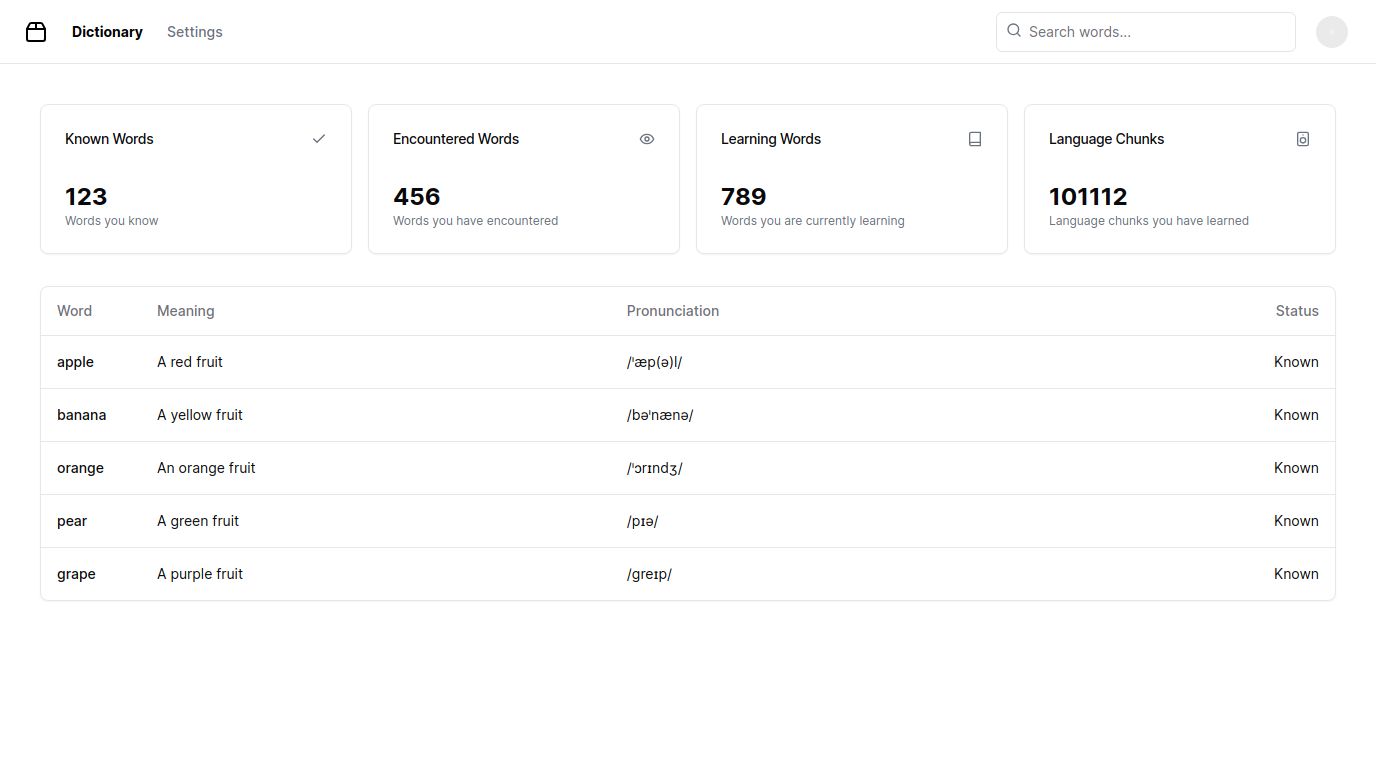 Dictionary Settings Search words...
Known Words Encountered Words Learning Words Language Chunks
123 456 789 101112
Words you know Words you have encountered Words you are currently learning Language chunks you have learned
Word Meaning Pronunciation Status
apple A red fruit /ˈæp(ə)l/ Known
banana A yellow fruit /bəˈnænə/ Known
orange An orange fruit /ˈɔrɪndʒ/ Known
pear A green fruit /pɪə/ Known
grape A purple fruit /ɡreɪp/ Known